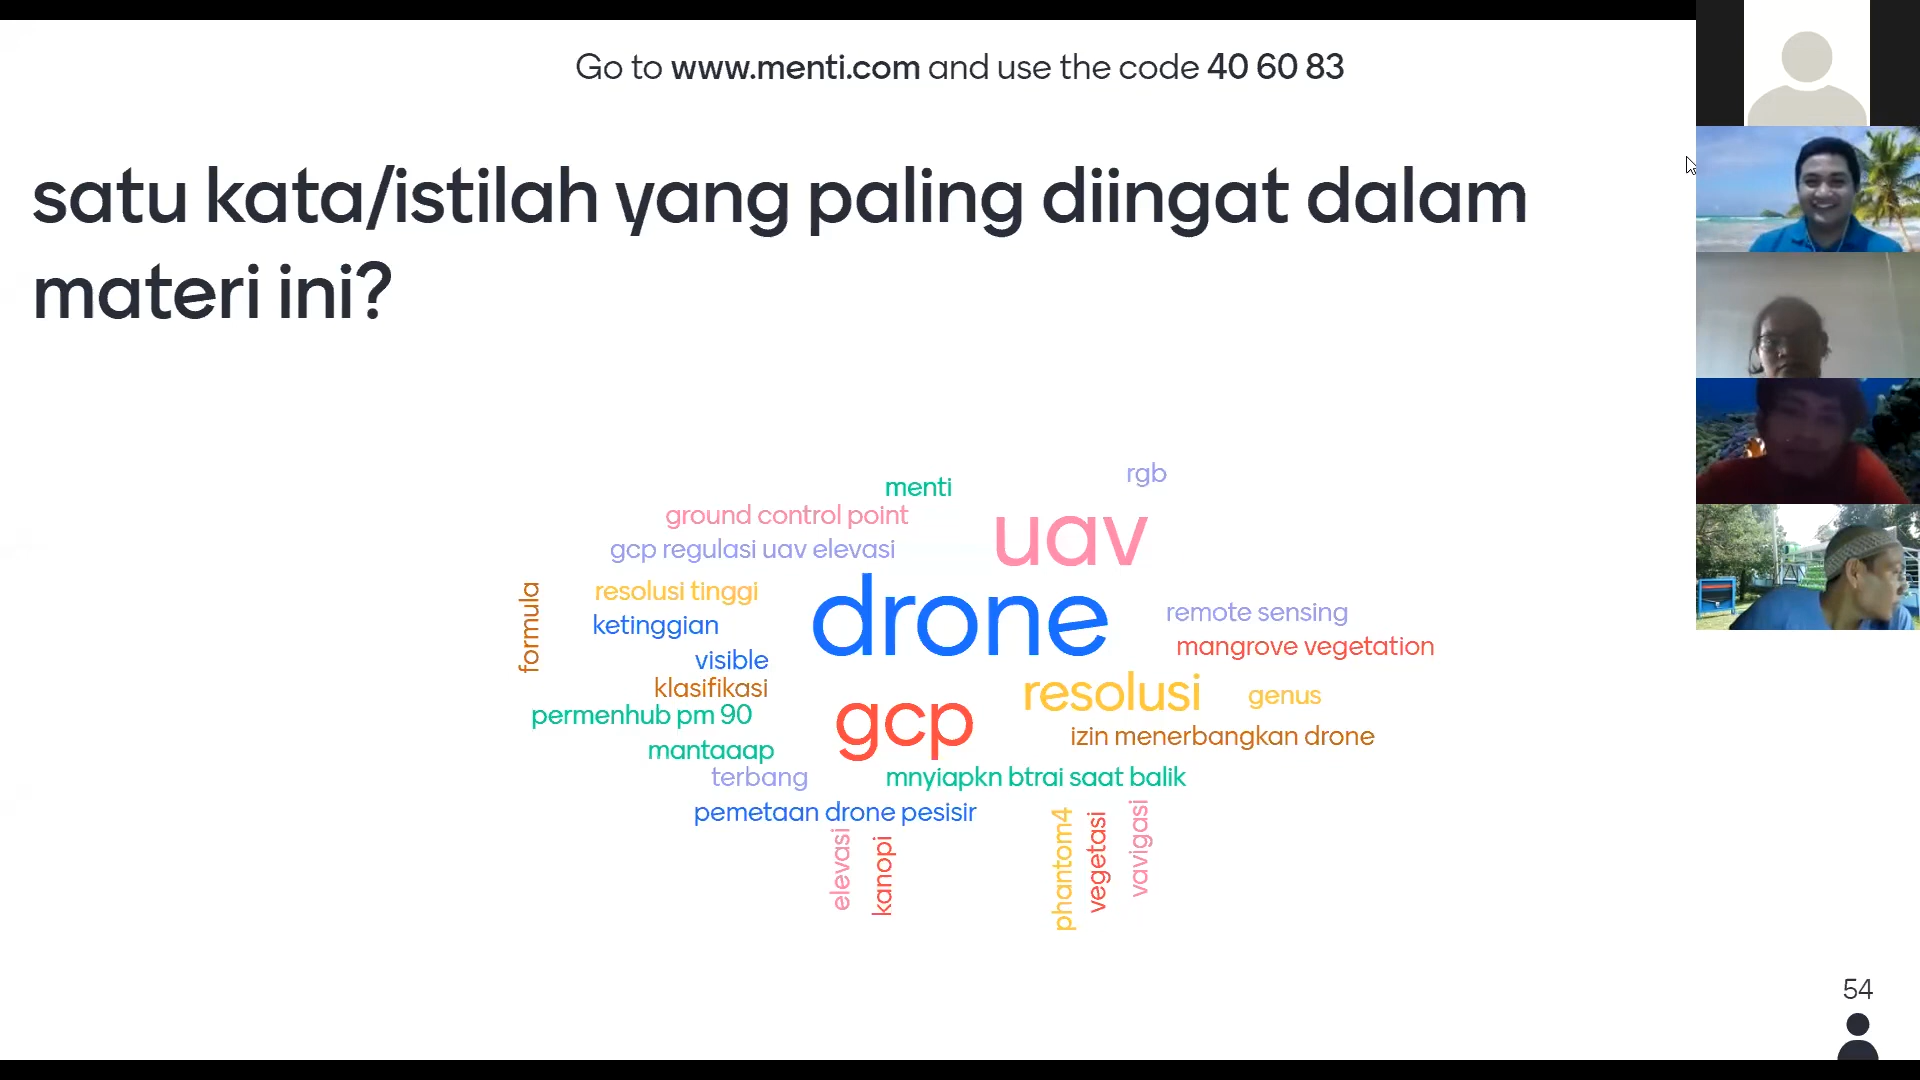 Go to www.menti.com and use the code 40 60 83
satu kata/istilah yang paling diingat dalam
materi ini?
rgb
menti
ground control point
uav
gcp regulasi uav elevasi
formula
resolusi tinggi
drone
remote sensing
ketinggian
mangrove vegetation
visible
klasifikasi
resolusi
genus
permenhub pm 90
gcp
izin menerbangkan drone
mantaaap
terbang
mnyiapkn btrai saat balik
pemetaan drone pesisir
elevasi
kanopi
phantom4
vegetasi
vavigasi
54